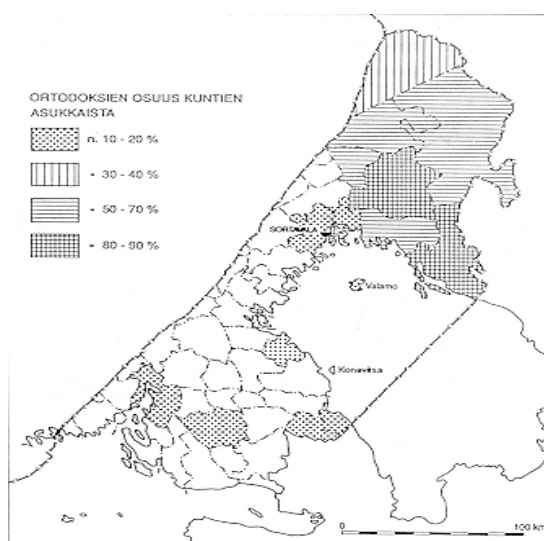 ORTODOKSIEN OSUUS KUNTIEN
ASUKKAISTA
n. 10 - 20 %
" 30 - 40 %
" 50 - 70 %
" 80 - 90 %
SORTAVALA
Valamo
Konevitsa
0 100 km